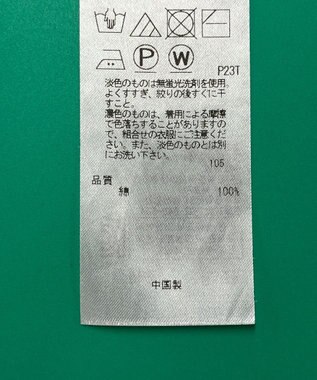 P
W
P23T
淡色のものは無蛍光洗剤を使用
よくすすぎ、絞りの後すぐに干
すこと。
濃色のものは、着用による摩擦
で色落ちすることがありますの
で、組合せの衣服にご注意くださ
い。また、淡色のものとは別
にお洗い下さい。
105
品質
綿 100%
中国製